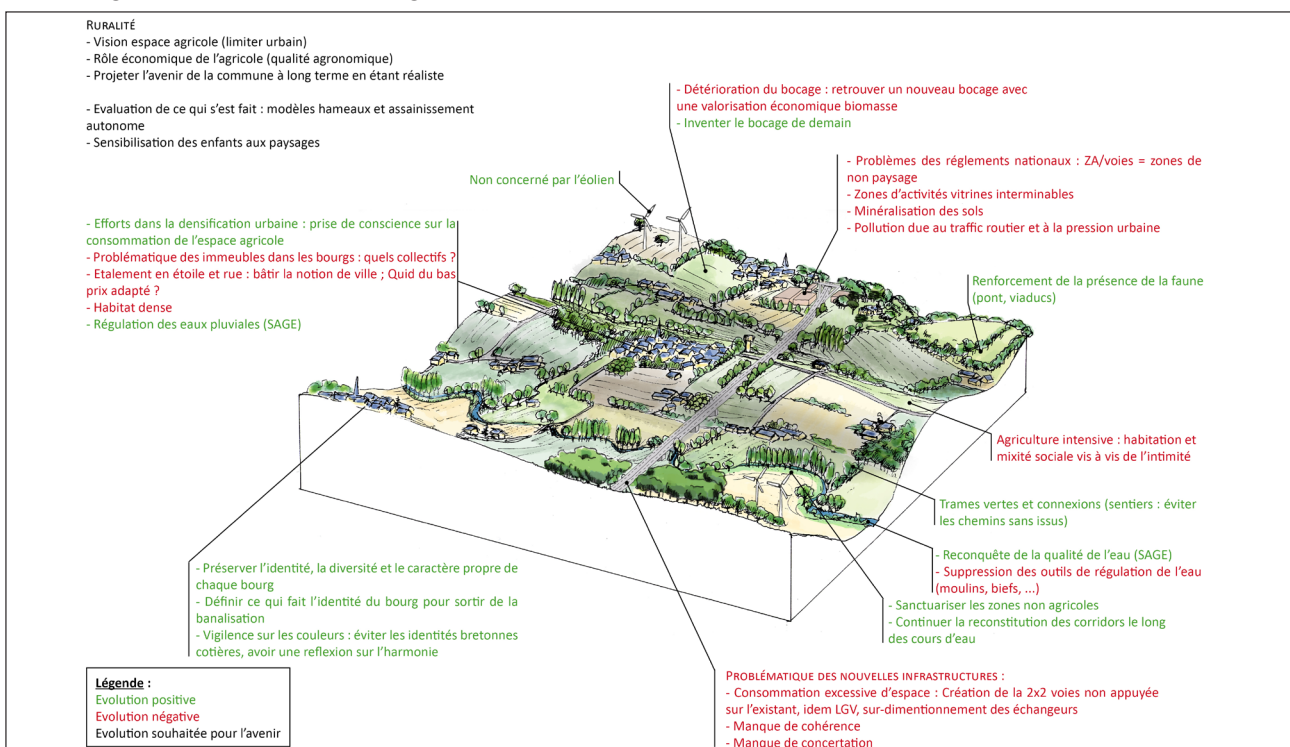 RURALITÉ
- Vision espace agricole (limiter urbain)
- Rôle économique de l'agricole (qualité agronomique)
- Projeter l'avenir de la commune à long terme en étant réaliste
- Evaluation de ce qui s'est fait : modèles hameaux et assainissement
autonome
- Sensibilisation des enfants aux paysages
- Détérioration du bocage : retrouver un nouveau bocage avec
une valorisation économique biomasse
- Inventer le bocage de demain
- Problèmes des réglements nationaux : ZA/voies = zones de
non paysage
- Zones d'activités vitrines interminables
- Minéralisation des sols
- Pollution due au traffic routier et à la pression urbaine
Non concerné par l'éolien
- Efforts dans la densification urbaine : prise de conscience sur la
consommation de l'espace agricole
- Problématique des immeubles dans les bourgs : quels collectifs ?
- Etalement en étoile et rue : bâtir la notion de ville ; Quid du bas
prix adapté ?
- Habitat dense
- Régulation des eaux pluviales (SAGE)
Renforcement de la présence de la faune
(pont, viaducs)
Agriculture intensive : habitation et
mixité sociale vis à vis de l'intimité
Trames vertes et connexions (sentiers : éviter
les chemins sans issus)
- Reconquête de la qualité de l'eau (SAGE)
- Suppression des outils de régulation de l'eau
(moulins, biefs, ...)
- Sanctuariser les zones non agricoles
- Continuer la reconstitution des corridors le long
des cours d'eau
- Préserver l'identité, la diversité et le caractère propre de
chaque bourg
- Définir ce qui fait l'identité du bourg pour sortir de la
banalisation
- Vigilence sur les couleurs : éviter les identités bretonnes
cotières, avoir une reflexion sur l'harmonie
PROBLÉMATIQUE DES NOUVELLES INFRASTRUCTURES :
- Consommation excessive d'espace : Création de la 2x2 voies non appuyée
sur l'existant, idem LGV, sur-dimentionnement des échangeurs
- Manque de cohérence
- Manque de concertation
Légende :
Evolution positive
Evolution négative
Evolution souhaitée pour l'avenir